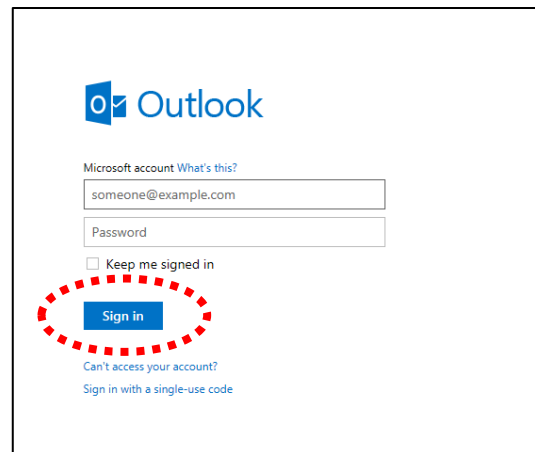 Outlook
Microsoft account What's this?
someone@example.com
Password
Keep me signed in
Sign in
Can't access your account?
Sign in with a single-use code